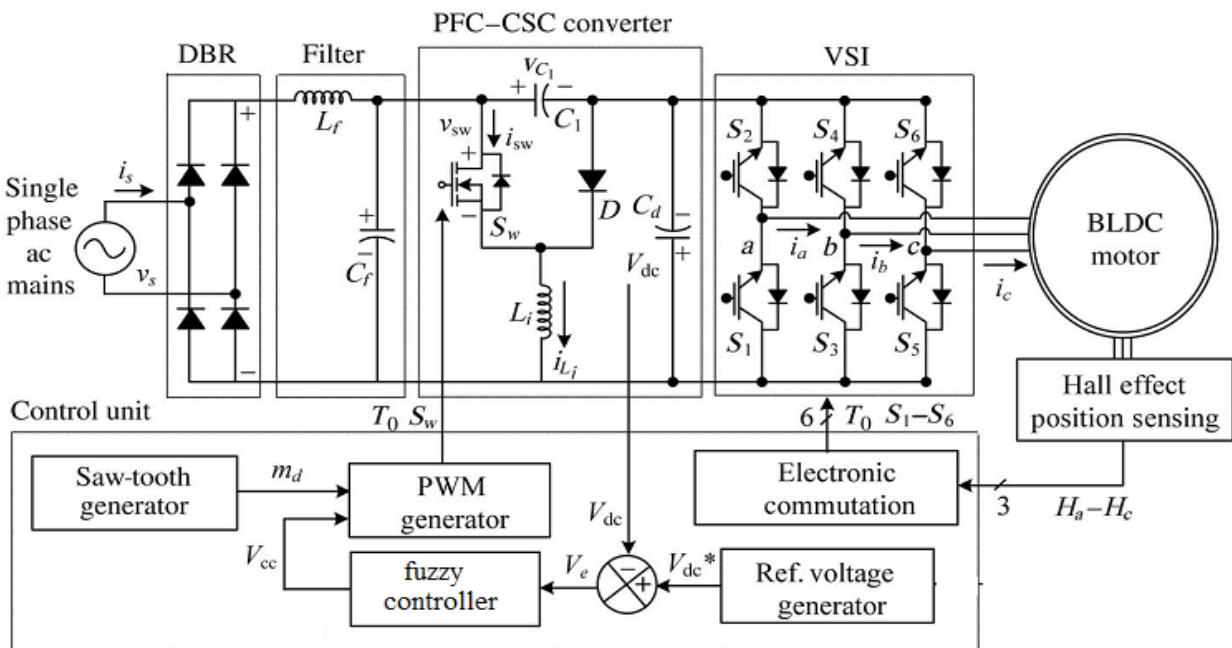 PFC–CSC converter
DBR
Filter
VSI
+
L_f
+ v_C1 –
C_1
v_sw
i_sw
+
–
S_w
D
C_d
–
+
V_dc
S_2
S_4
S_6
Single
phase
ac
mains
i_s
v_s
+
–
C_f
–
L_i
i_Li
a
i_a
b
i_b
c
i_c
S_1
S_3
S_5
BLDC
motor
Hall effect
position sensing
Control unit
T_0 S_w
6
T_0 S_1–S_6
Saw-tooth
generator
m_d
PWM
generator
V_dc
Electronic
commutation
3
H_a–H_c
V_cc
fuzzy
controller
V_e
–
+
V_dc*
Ref. voltage
generator